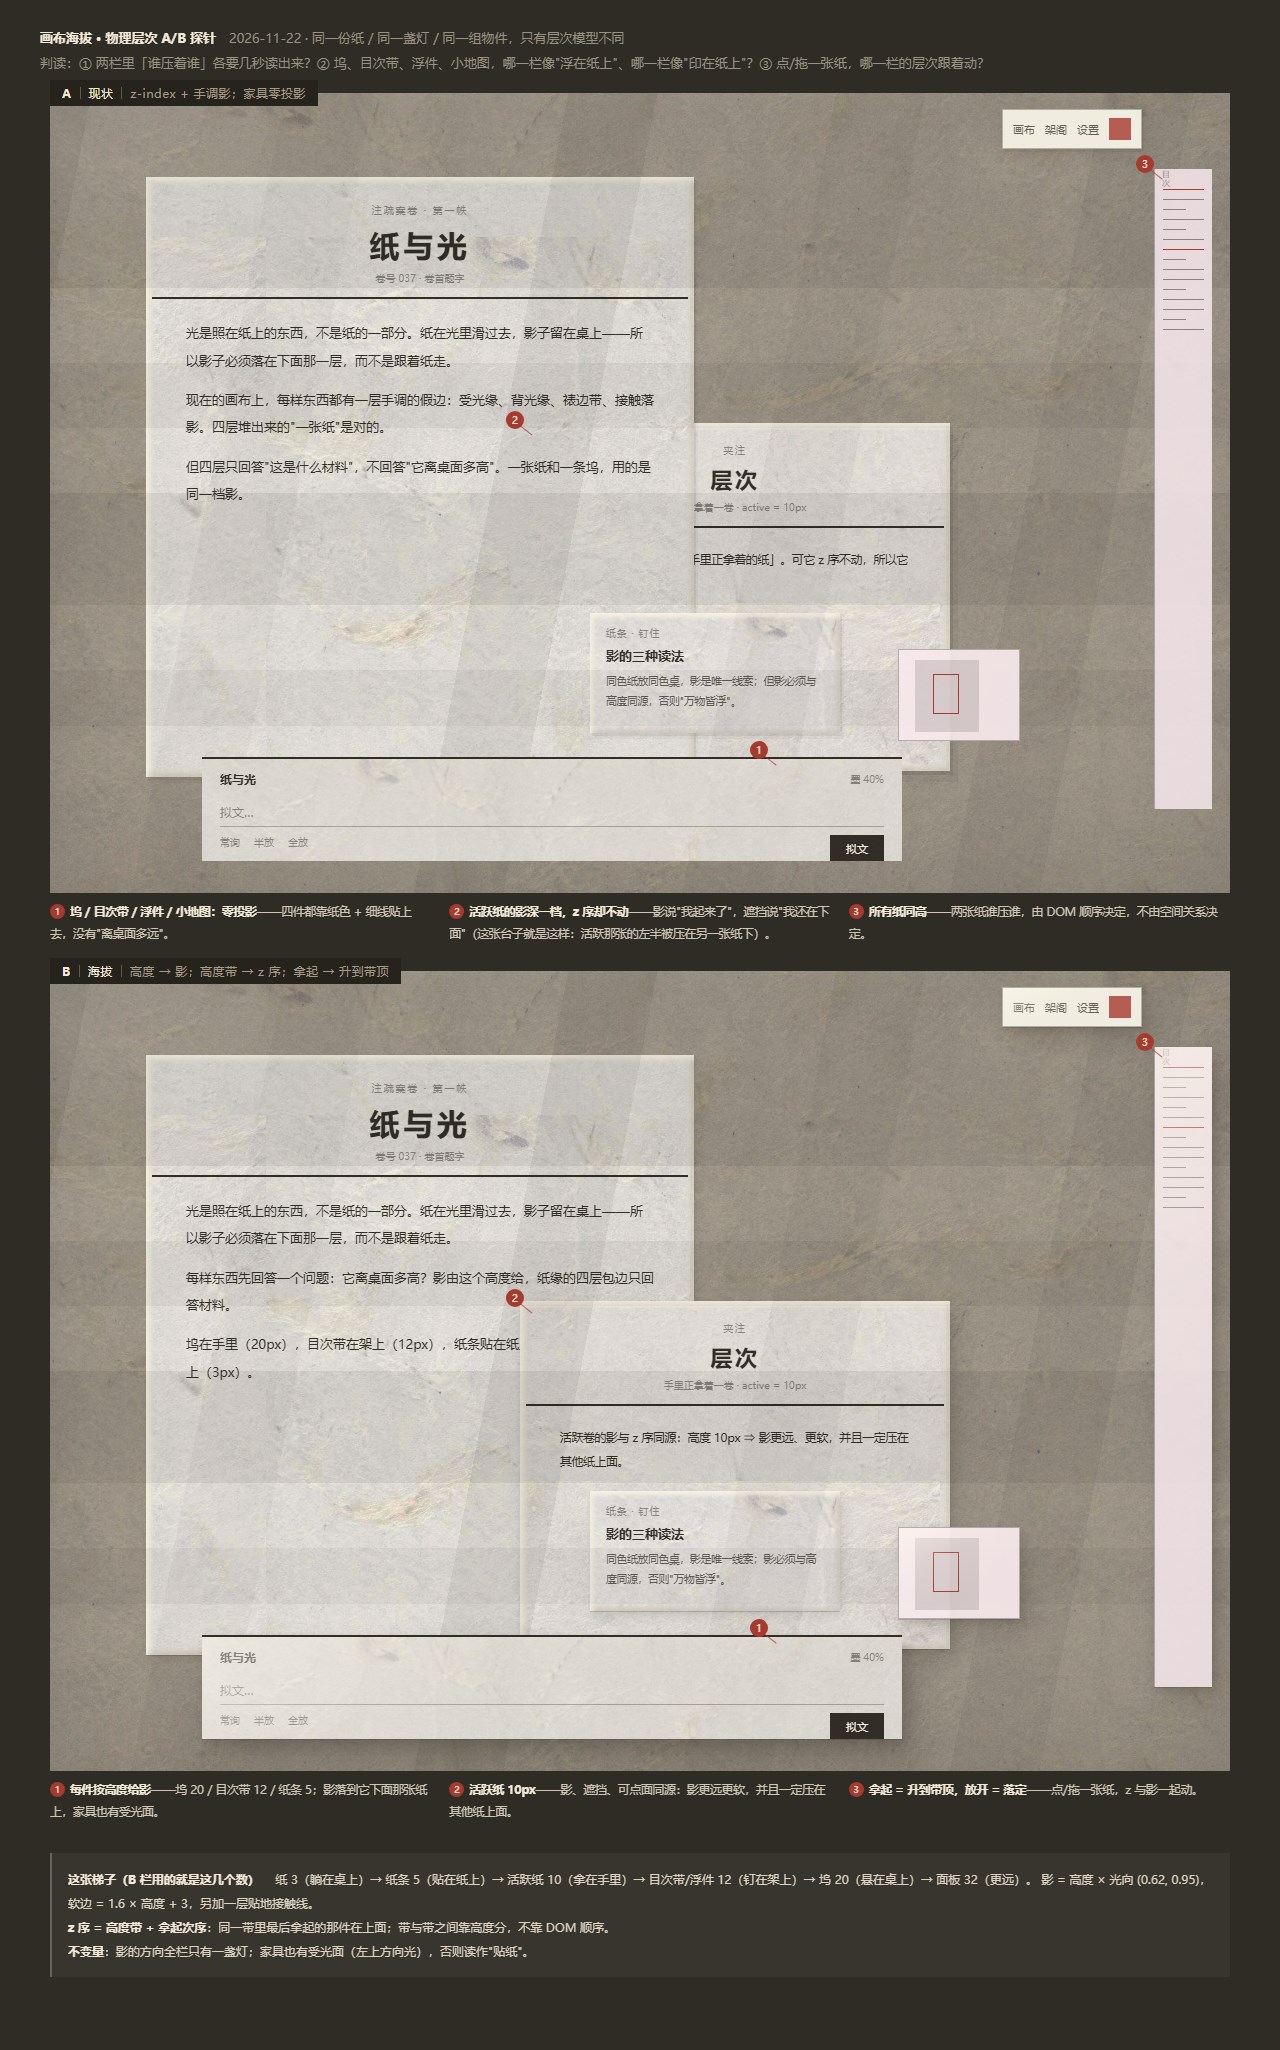 画布海拔 • 物理层次 A/B 探针 2026-11-22 · 同一份纸 / 同一盏灯 / 同一组物件，只有层次模型不同
判读：① 两栏里「谁压着谁」各要几秒读出来？② 坞、目次带、浮件、小地图，哪一栏像"浮在纸上"、哪一栏像"印在纸上"？③ 点/拖一张纸，哪一栏的层次跟着动？
A 现状 z-index + 手调影；家具零投影
画布 架阁 设置
3
目
次
注疏案卷 · 第一帙
纸与光
卷号 037 · 卷首题字
光是照在纸上的东西，不是纸的一部分。纸在光里滑过去，影子留在桌上——所
以影子必须落在下面那一层，而不是跟着纸走。
现在的画布上，每样东西都有一层手调的假边：受光缘、背光缘、裱边带、接触落
影。四层堆出来的"一张纸"是对的。
2
但四层只回答"这是什么材料"，不回答"它离桌面多高"。一张纸和一条坞，用的是
同一档影。
夹注
层次
拿着一卷 · active = 10px
手里正拿着的纸」。可它 z 序不动，所以它
纸条 · 钉住
影的三种读法
同色纸放同色桌，影是唯一线索；但影必须与
高度同源，否则"万物皆浮"。
1
纸与光
墨 40%
拟文…
常询 半放 全放
拟文
1 坞 / 目次带 / 浮件 / 小地图：零投影——四件都靠纸色 + 细线贴上
去，没有"离桌面多远"。
2 活跃纸的影深一档，z 序却不动——影说"我起来了"，遮挡说"我还在下
面"（这张台子就是这样：活跃那张的左半被压在另一张纸下）。
3 所有纸同高——两张纸谁压谁，由 DOM 顺序决定，不由空间关系决
定。
B 海拔 高度 → 影；高度带 → z 序；拿起 → 升到带顶
画布 架阁 设置
3
目
次
注疏案卷 · 第一帙
纸与光
卷号 037 · 卷首题字
光是照在纸上的东西，不是纸的一部分。纸在光里滑过去，影子留在桌上——所
以影子必须落在下面那一层，而不是跟着纸走。
每样东西先回答一个问题：它离桌面多高？影由这个高度给，纸缘的四层包边只回
答材料。
2
坞在手里（20px），目次带在架上（12px），纸条贴在纸
上（3px）。
夹注
层次
手里正拿着一卷 · active = 10px
活跃卷的影与 z 序同源：高度 10px ⇒ 影更远、更软，并且一定压在
其他纸上面。
纸条 · 钉住
影的三种读法
同色纸放同色桌，影是唯一线索；影必须与高
度同源，否则"万物皆浮"。
1
纸与光
墨 40%
拟文…
常询 半放 全放
拟文
1 每件按高度给影——坞 20 / 目次带 12 / 纸条 5；影落到它下面那张纸
上，家具也有受光面。
2 活跃纸 10px——影、遮挡、可点面同源：影更远更软，并且一定压在
其他纸上面。
3 拿起 = 升到带顶，放开 = 落定——点/拖一张纸，z 与影一起动。
这张梯子（B 栏用的就是这几个数） 纸 3（躺在桌上）→ 纸条 5（贴在纸上）→ 活跃纸 10（拿在手里）→ 目次带/浮件 12（钉在架上）→ 坞 20（悬在桌上）→ 面板 32（更远）。 影 = 高度 × 光向 (0.62, 0.95)，
软边 = 1.6 × 高度 + 3，另加一层贴地接触线。
z 序 = 高度带 + 拿起次序：同一带里最后拿起的那件在上面；带与带之间靠高度分，不靠 DOM 顺序。
不变量：影的方向全栏只有一盏灯；家具也有受光面（左上方向光），否则读作"贴纸"。